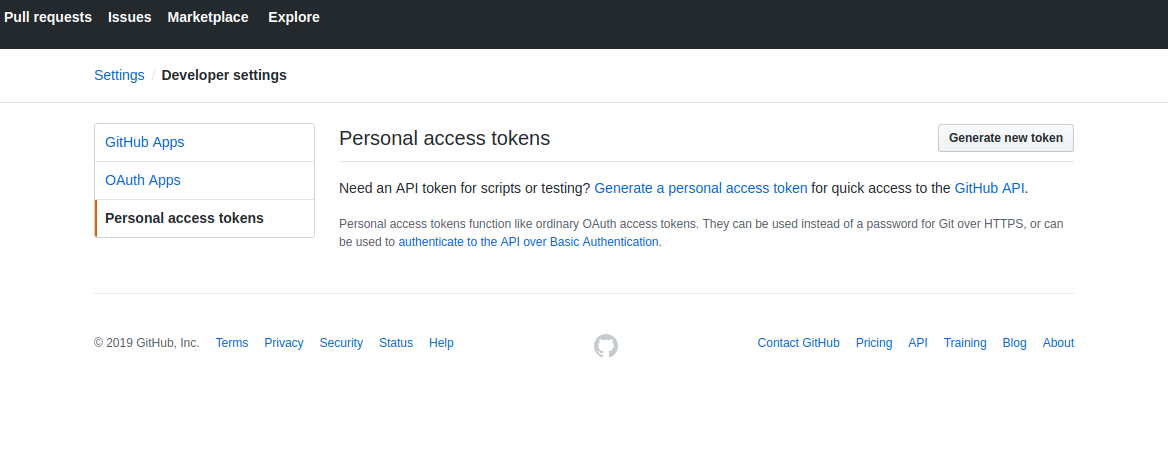 Pull requests Issues Marketplace Explore
Settings / Developer settings
GitHub Apps
OAuth Apps
Personal access tokens
Personal access tokens
Generate new token
Need an API token for scripts or testing? Generate a personal access token for quick access to the GitHub API.
Personal access tokens function like ordinary OAuth access tokens. They can be used instead of a password for Git over HTTPS, or can
be used to authenticate to the API over Basic Authentication.
© 2019 GitHub, Inc. Terms Privacy Security Status Help Contact GitHub Pricing API Training Blog About